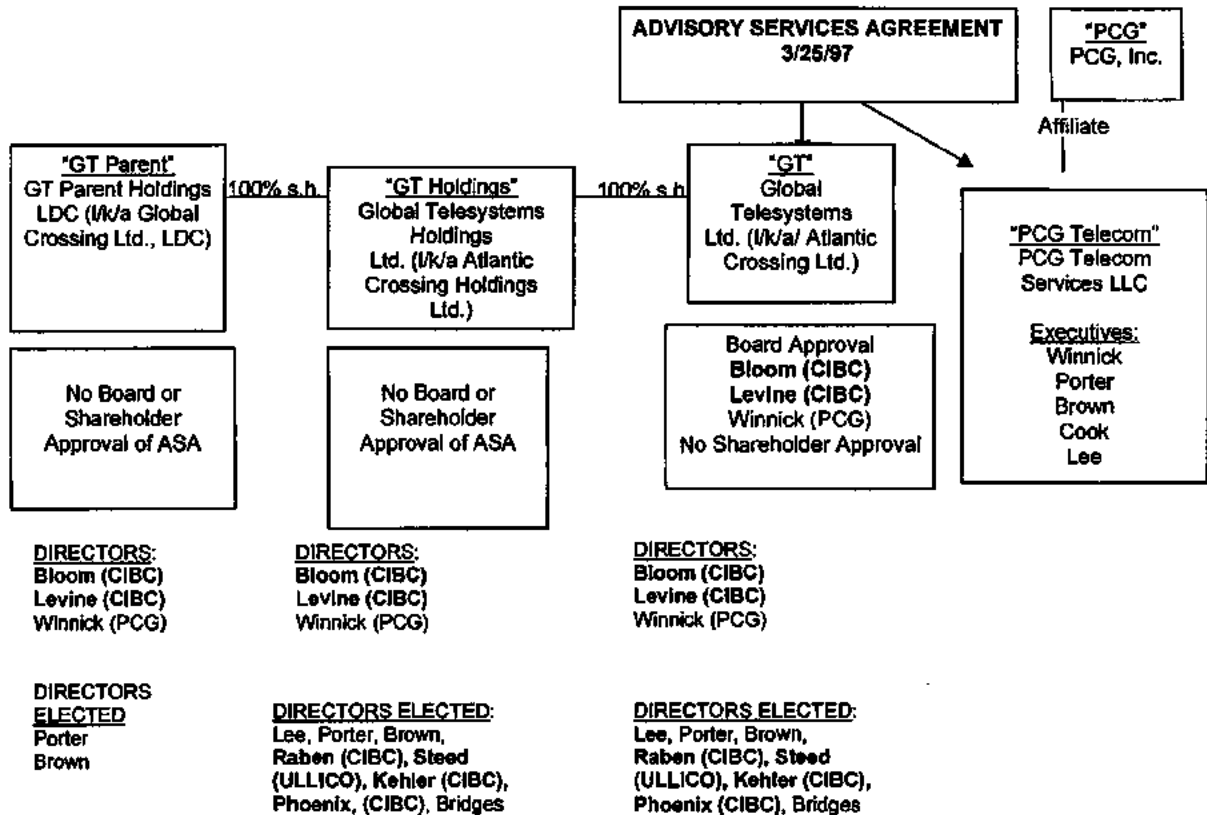 ADVISORY SERVICES AGREEMENT
3/25/97
"PCG"
PCG, Inc.
Affiliate
"GT Parent"
GT Parent Holdings
LDC (l/k/a Global
Crossing Ltd., LDC)
100% s.h.
"GT Holdings"
Global Telesystems
Holdings
Ltd. (l/k/a Atlantic
Crossing Holdings
Ltd.)
100% s.h.
"GT"
Global
Telesystems
Ltd. (l/k/a/ Atlantic
Crossing Ltd.)
"PCG Telecom"
PCG Telecom
Services LLC
Executives:
Winnick
Porter
Brown
Cook
Lee
No Board or
Shareholder
Approval of ASA
No Board or
Shareholder
Approval of ASA
Board Approval
Bloom (CIBC)
Levine (CIBC)
Winnick (PCG)
No Shareholder Approval
DIRECTORS:
Bloom (CIBC)
Levine (CIBC)
Winnick (PCG)
DIRECTORS:
Bloom (CIBC)
Levine (CIBC)
Winnick (PCG)
DIRECTORS:
Bloom (CIBC)
Levine (CIBC)
Winnick (PCG)
DIRECTORS
ELECTED
Porter
Brown
DIRECTORS ELECTED:
Lee, Porter, Brown,
Raben (CIBC), Steed
(ULLICO), Kehler (CIBC),
Phoenix, (CIBC), Bridges
DIRECTORS ELECTED:
Lee, Porter, Brown,
Raben (CIBC), Steed
(ULLICO), Kehler (CIBC),
Phoenix (CIBC), Bridges